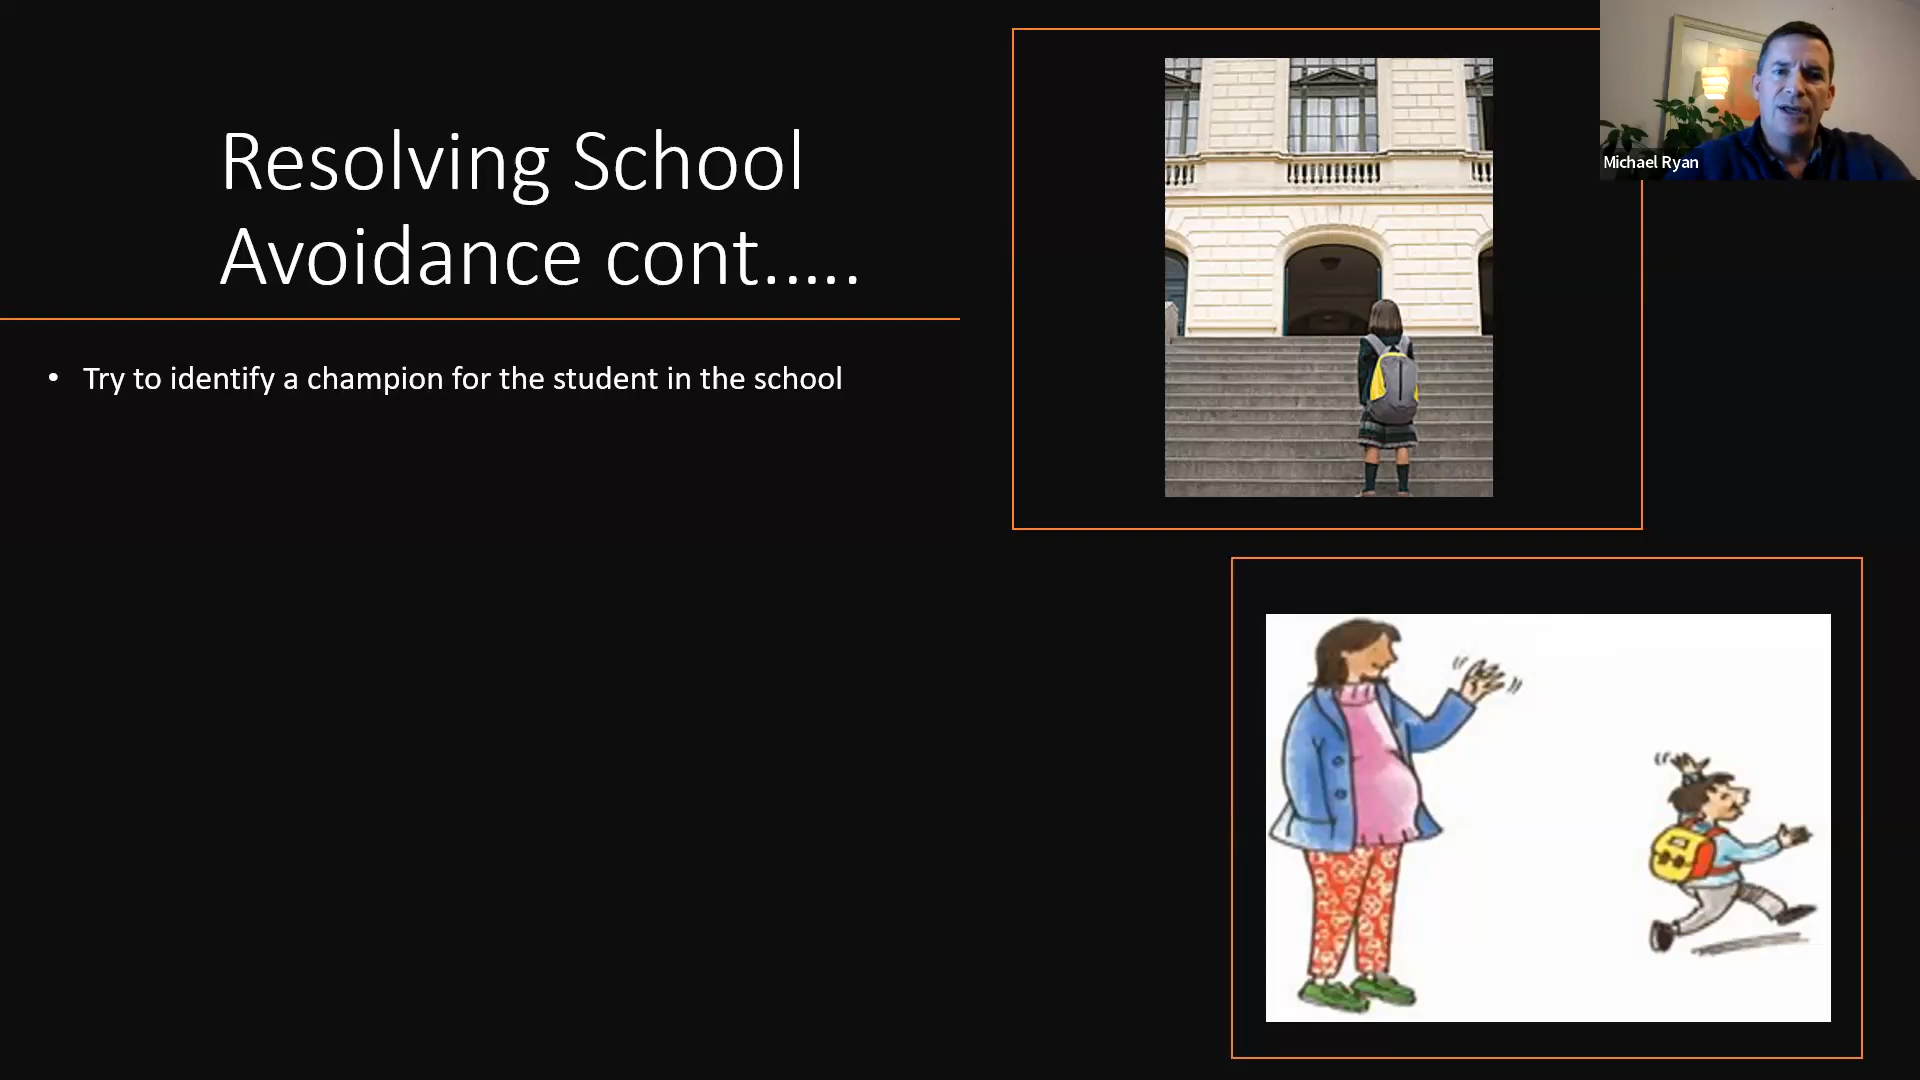 Resolving School
Avoidance cont.....
• Try to identify a champion for the student in the school
Michael Ryan